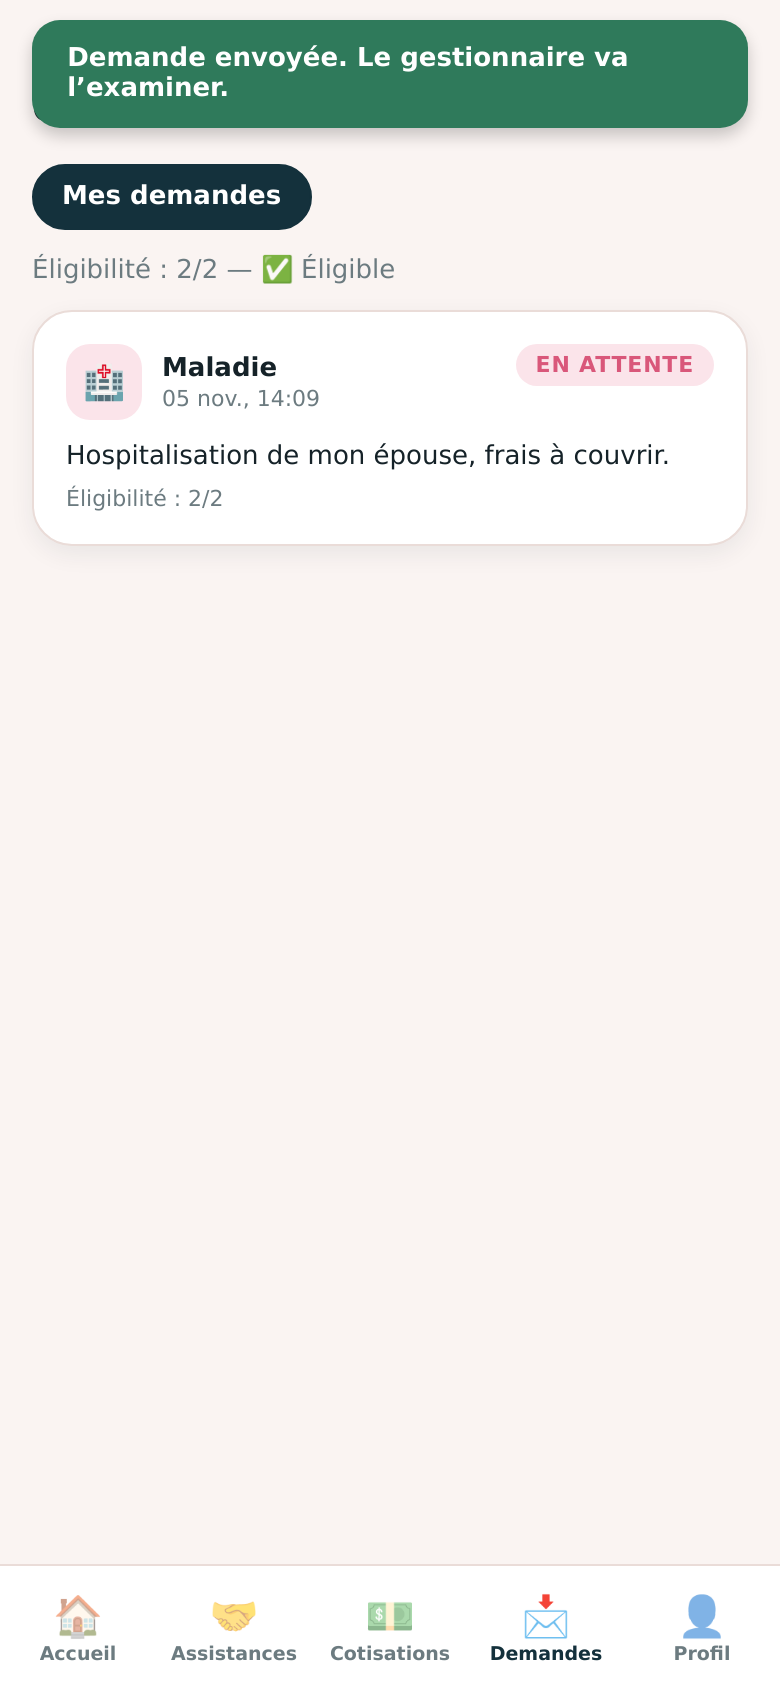 Demande envoyée. Le gestionnaire va
l’examiner.
Mes demandes
Éligibilité : 2/2 — ✅ Éligible
Maladie
EN ATTENTE
05 nov., 14:09
Hospitalisation de mon épouse, frais à couvrir.
Éligibilité : 2/2
Accueil
Assistances
Cotisations
Demandes
Profil